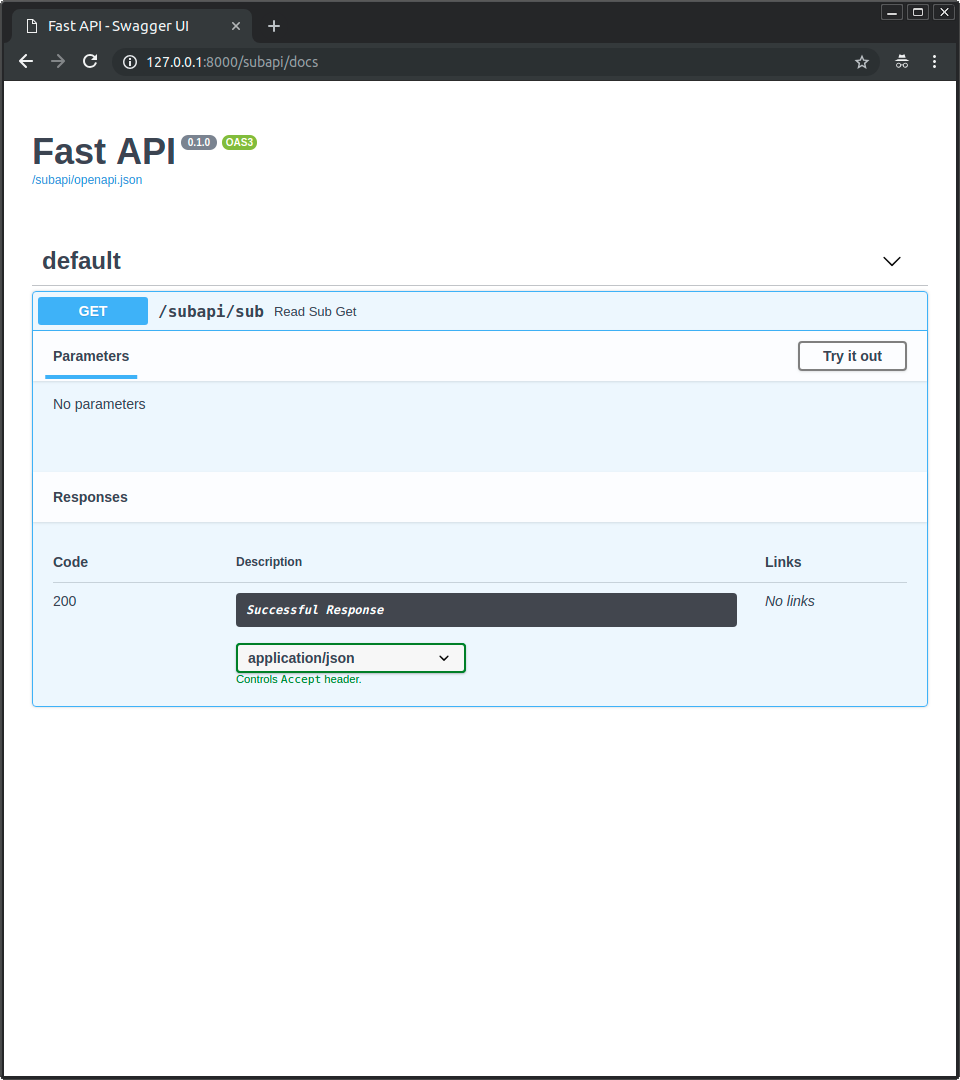 Fast API - Swagger UI
127.0.0.1:8000/subapi/docs
Fast API 0.1.0 OAS3
/subapi/openapi.json
default
GET /subapi/sub Read Sub Get
Parameters Try it out
No parameters
Responses
Code Description Links
200 Successful Response No links
application/json
Controls Accept header.